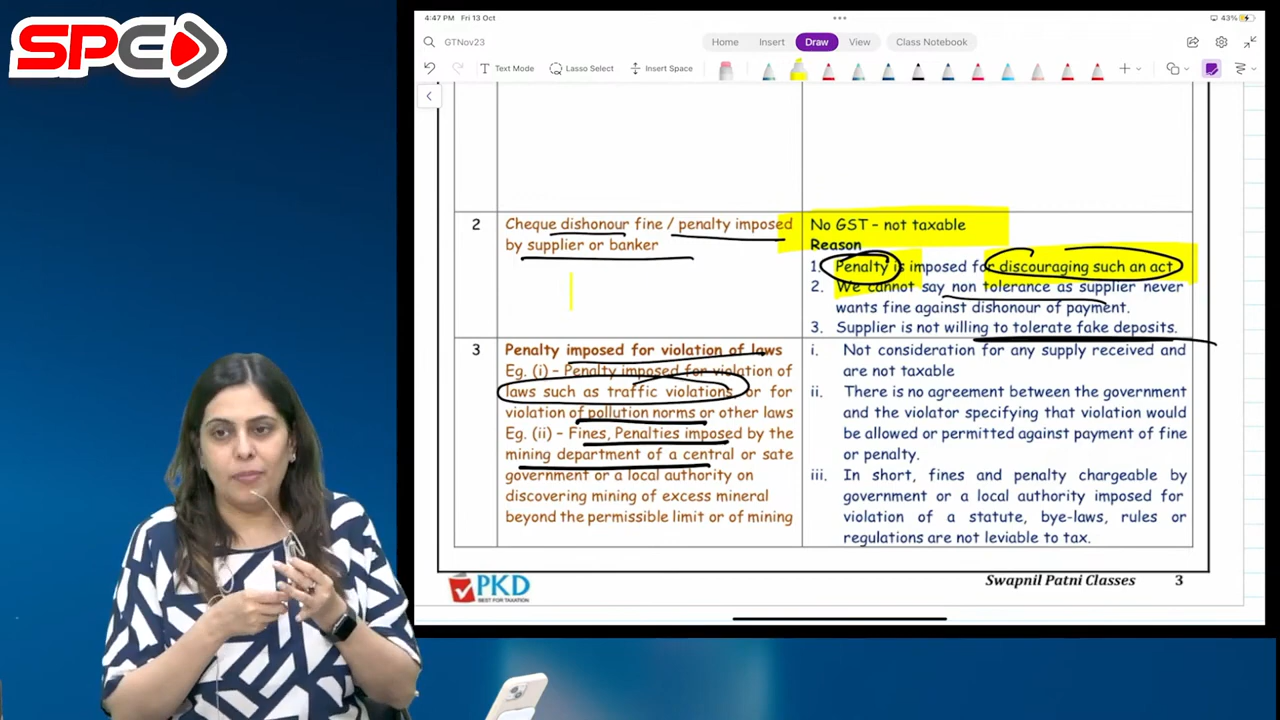 SPC
4:47 PM Fri 13 Oct
43%
GTNov23
Home Insert Draw View Class Notebook
Text Mode Lasso Select Insert Space
2 Cheque dishonour fine / penalty imposed
by supplier or banker
No GST – not taxable
Reason
1. Penalty is imposed for discouraging such an act
2. We cannot say non tolerance as supplier never
wants fine against dishonour of payment.
3. Supplier is not willing to tolerate fake deposits.
3 Penalty imposed for violation of laws
Eg. (i) – Penalty imposed for violation of
laws such as traffic violations, or for
violation of pollution norms or other laws
Eg. (ii) – Fines, Penalties imposed by the
mining department of a central or sate
government or a local authority on
discovering mining of excess mineral
beyond the permissible limit or of mining
i. Not consideration for any supply received and
are not taxable
ii. There is no agreement between the government
and the violator specifying that violation would
be allowed or permitted against payment of fine
or penalty.
iii. In short, fines and penalty chargeable by
government or a local authority imposed for
violation of a statute, bye-laws, rules or
regulations are not leviable to tax.
PKD
BEST FOR TAXATION
Swapnil Patni Classes 3